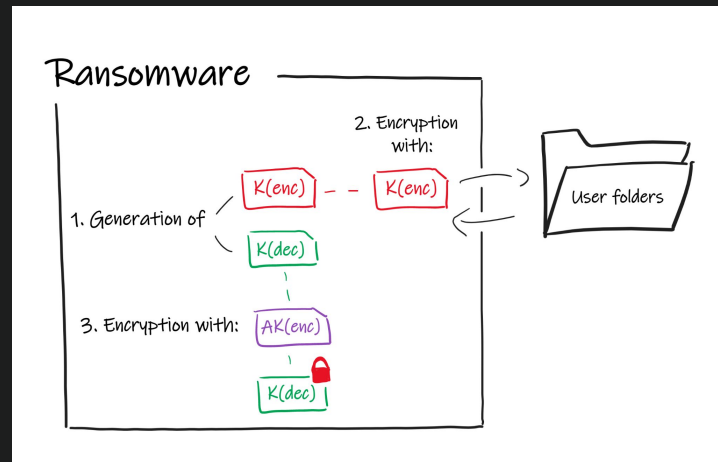 Ransomware
2. Encryption
with:
K(enc)
K(enc)
User folders
1. Generation of
K(dec)
3. Encryption with:
AK(enc)
K(dec)